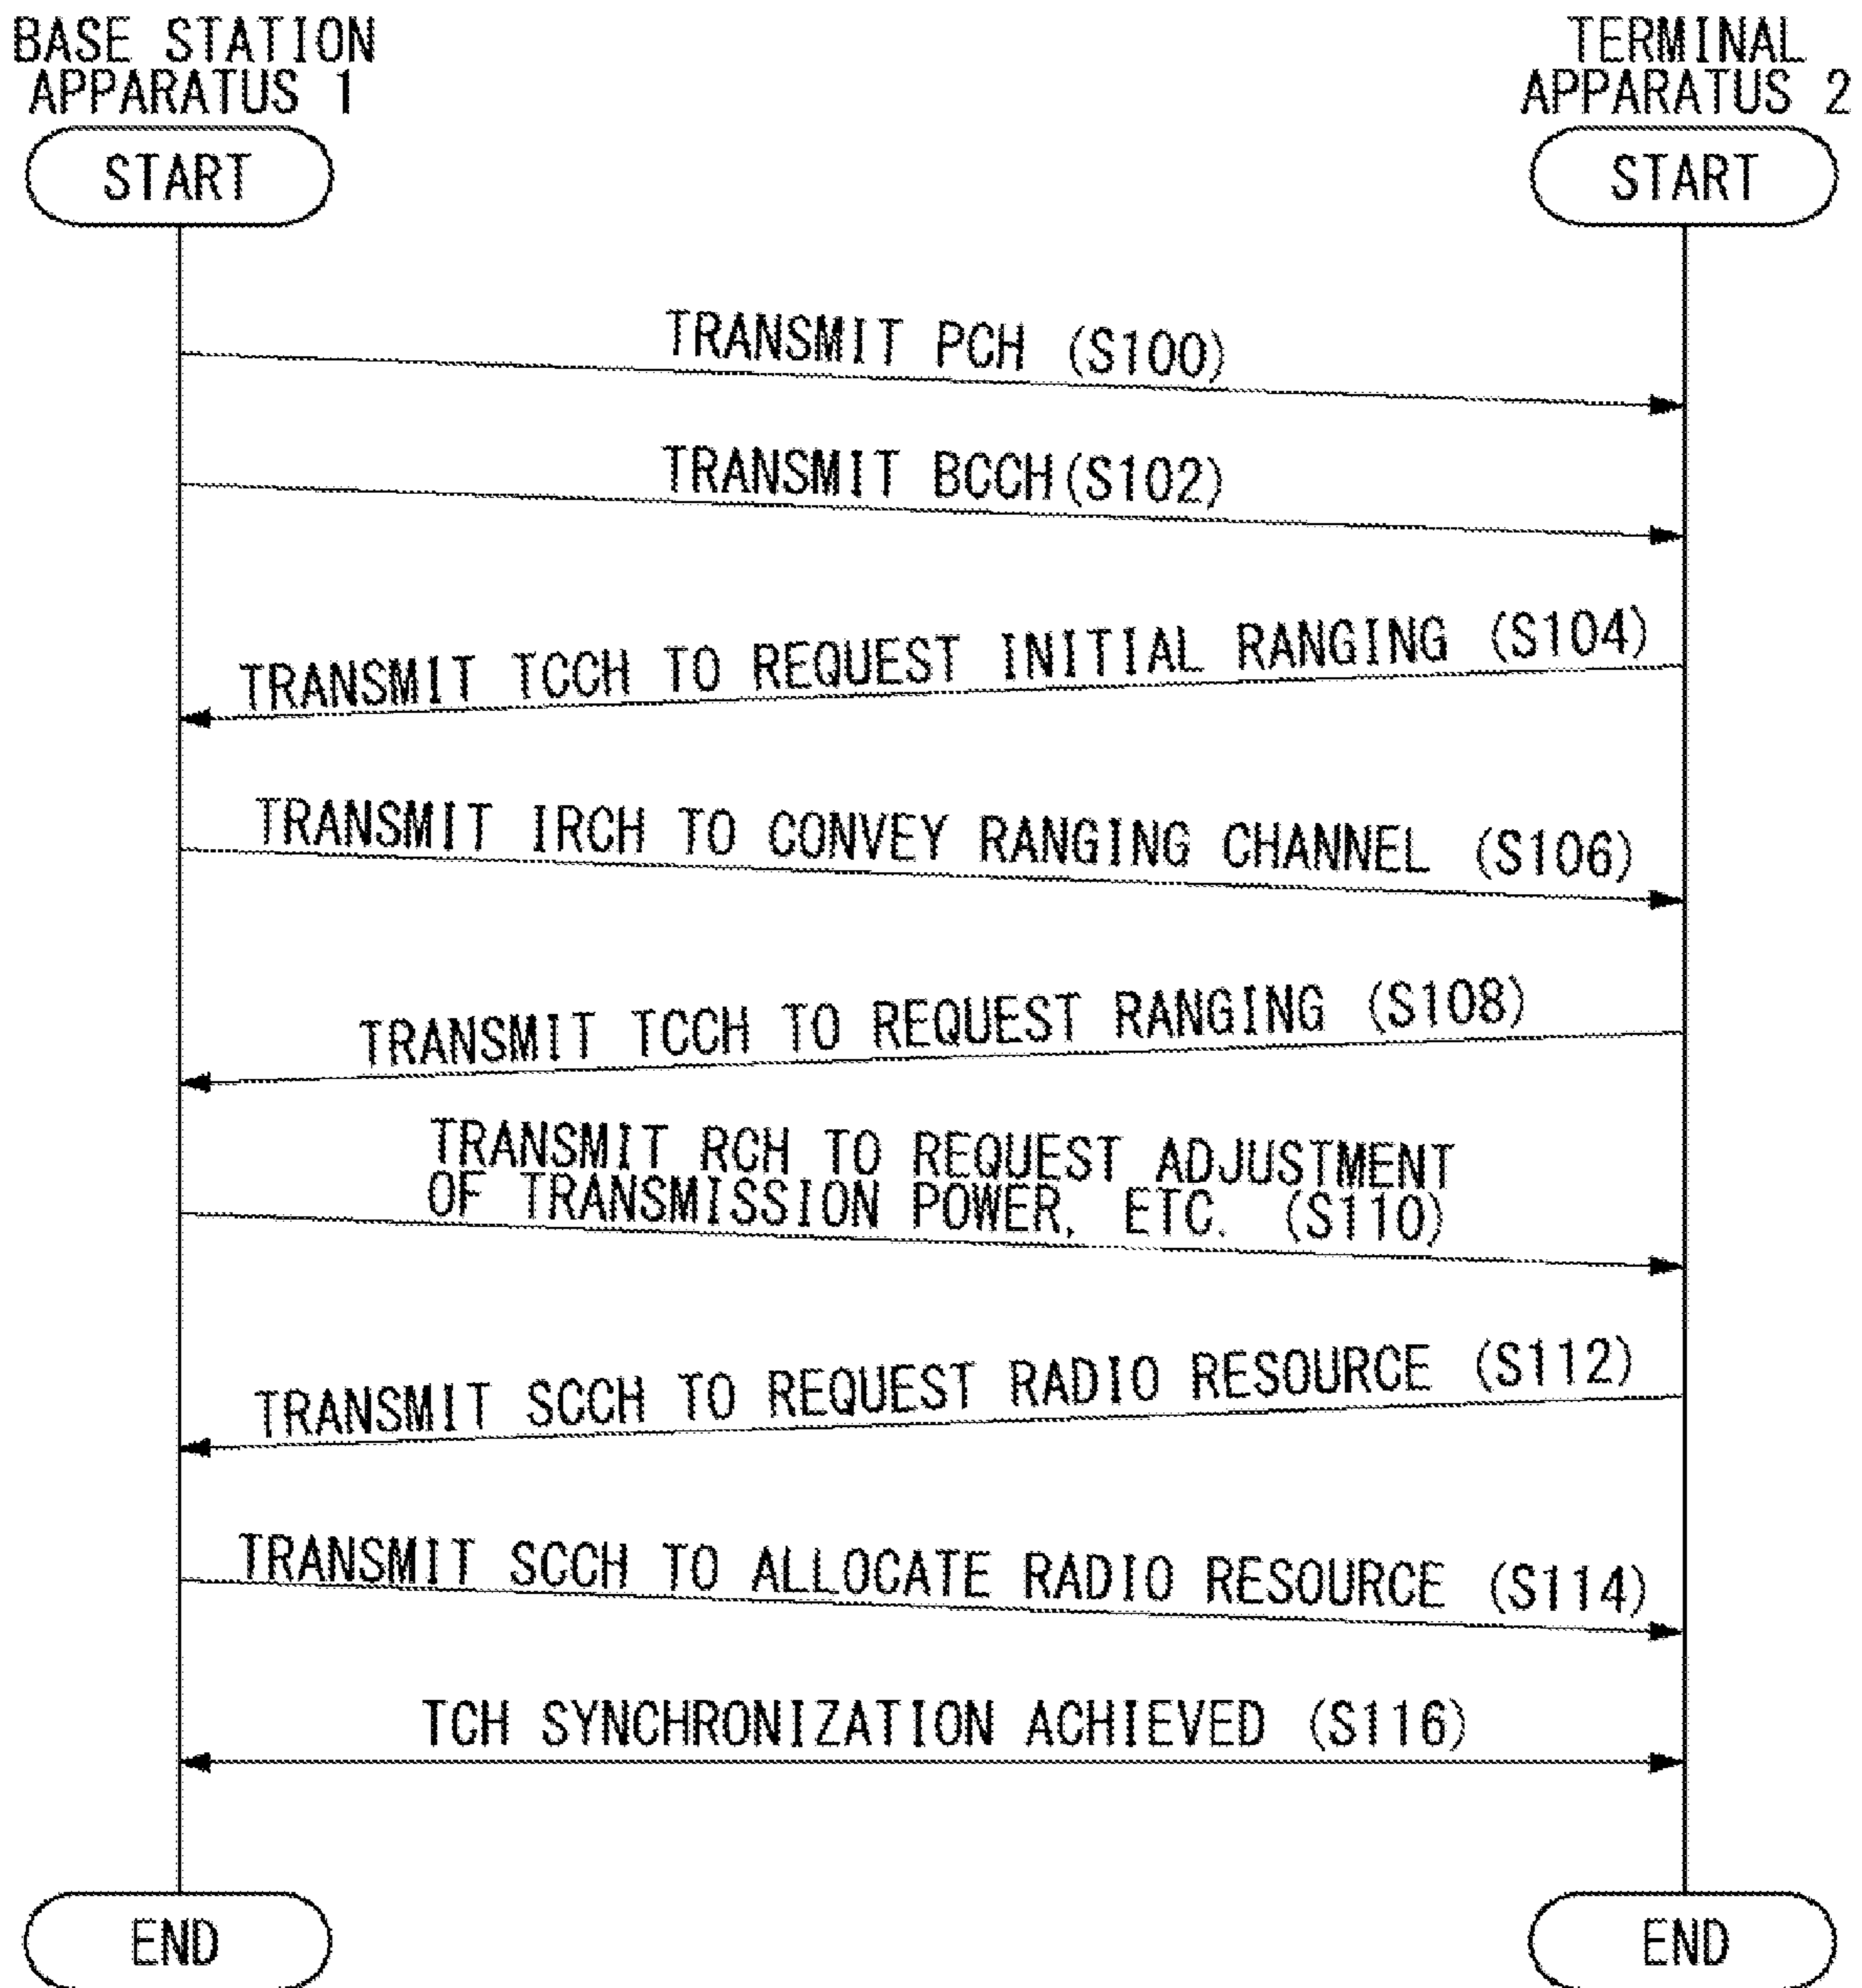 BASE STATION
APPARATUS 1
TERMINAL
APPARATUS 2
START
START
TRANSMIT PCH (S100)
TRANSMIT BCCH(S102)
TRANSMIT TCCH TO REQUEST INITIAL RANGING (S104)
TRANSMIT IRCH TO CONVEY RANGING CHANNEL (S106)
TRANSMIT TCCH TO REQUEST RANGING (S108)
TRANSMIT RCH TO REQUEST ADJUSTMENT
OF TRANSMISSION POWER, ETC. (S110)
TRANSMIT SCCH TO REQUEST RADIO RESOURCE (S112)
TRANSMIT SCCH TO ALLOCATE RADIO RESOURCE (S114)
TCH SYNCHRONIZATION ACHIEVED (S116)
END
END